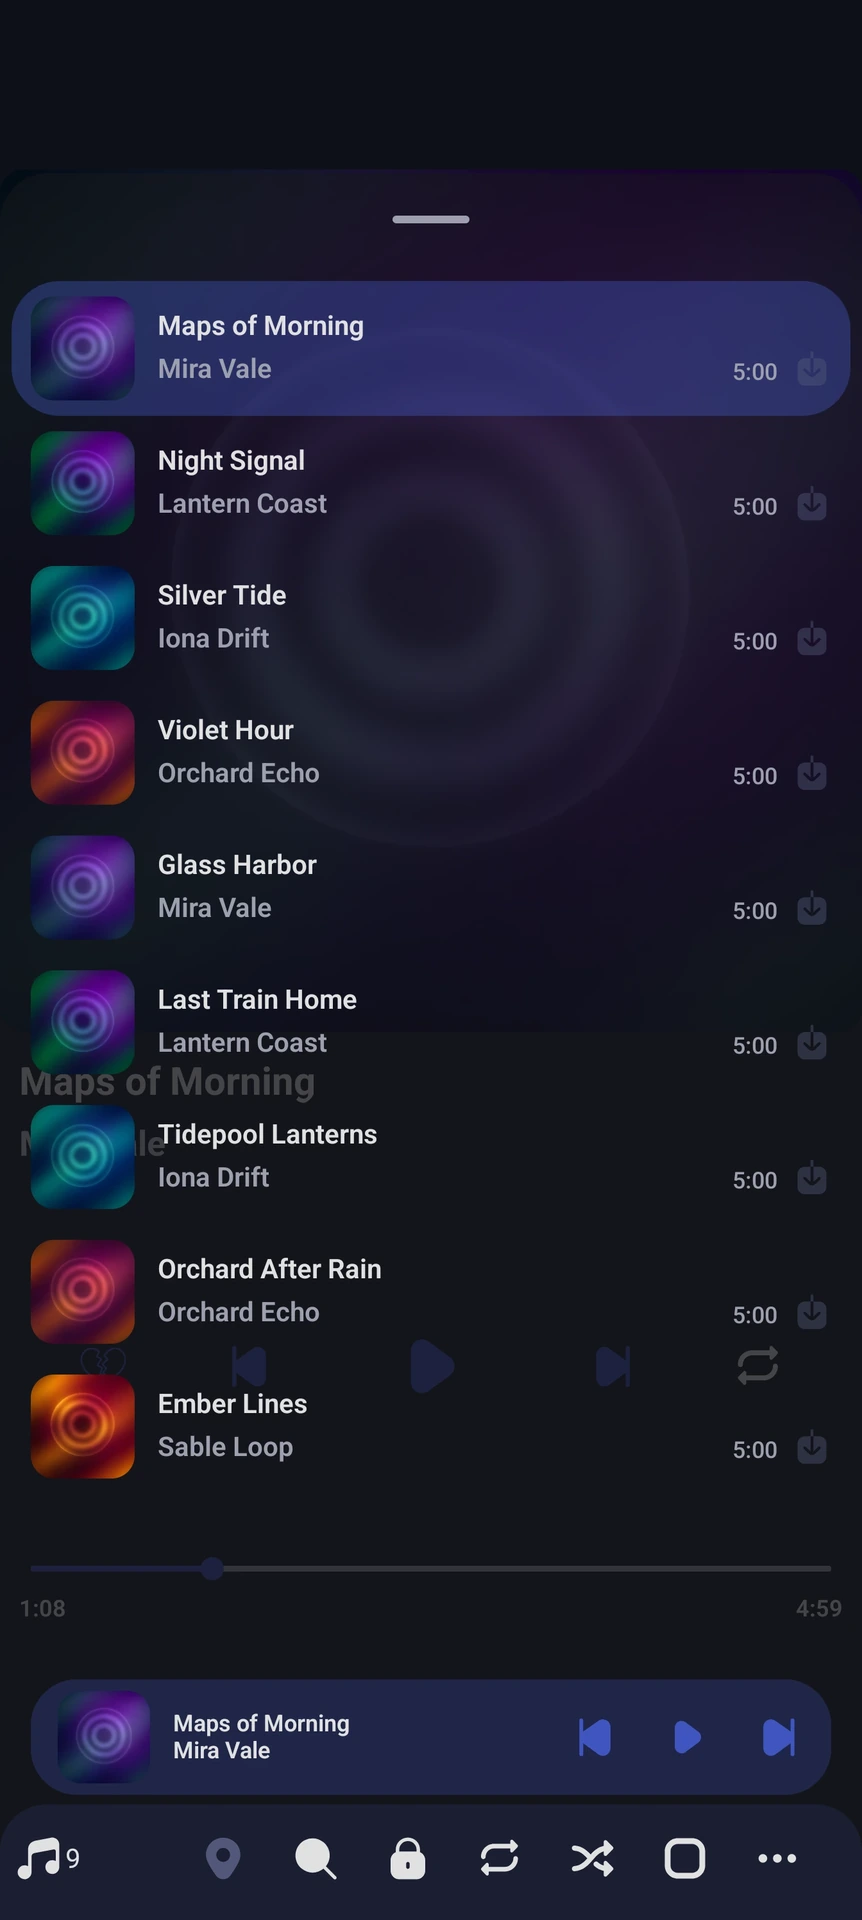 Maps of Morning
Mira Vale
5:00
Night Signal
Lantern Coast
5:00
Silver Tide
Iona Drift
5:00
Violet Hour
Orchard Echo
5:00
Glass Harbor
Mira Vale
5:00
Last Train Home
Lantern Coast
5:00
Maps of Morning
Tidepool Lanterns
Iona Drift
5:00
Orchard After Rain
Orchard Echo
5:00
Ember Lines
Sable Loop
5:00
1:08
4:59
Maps of Morning
Mira Vale
9